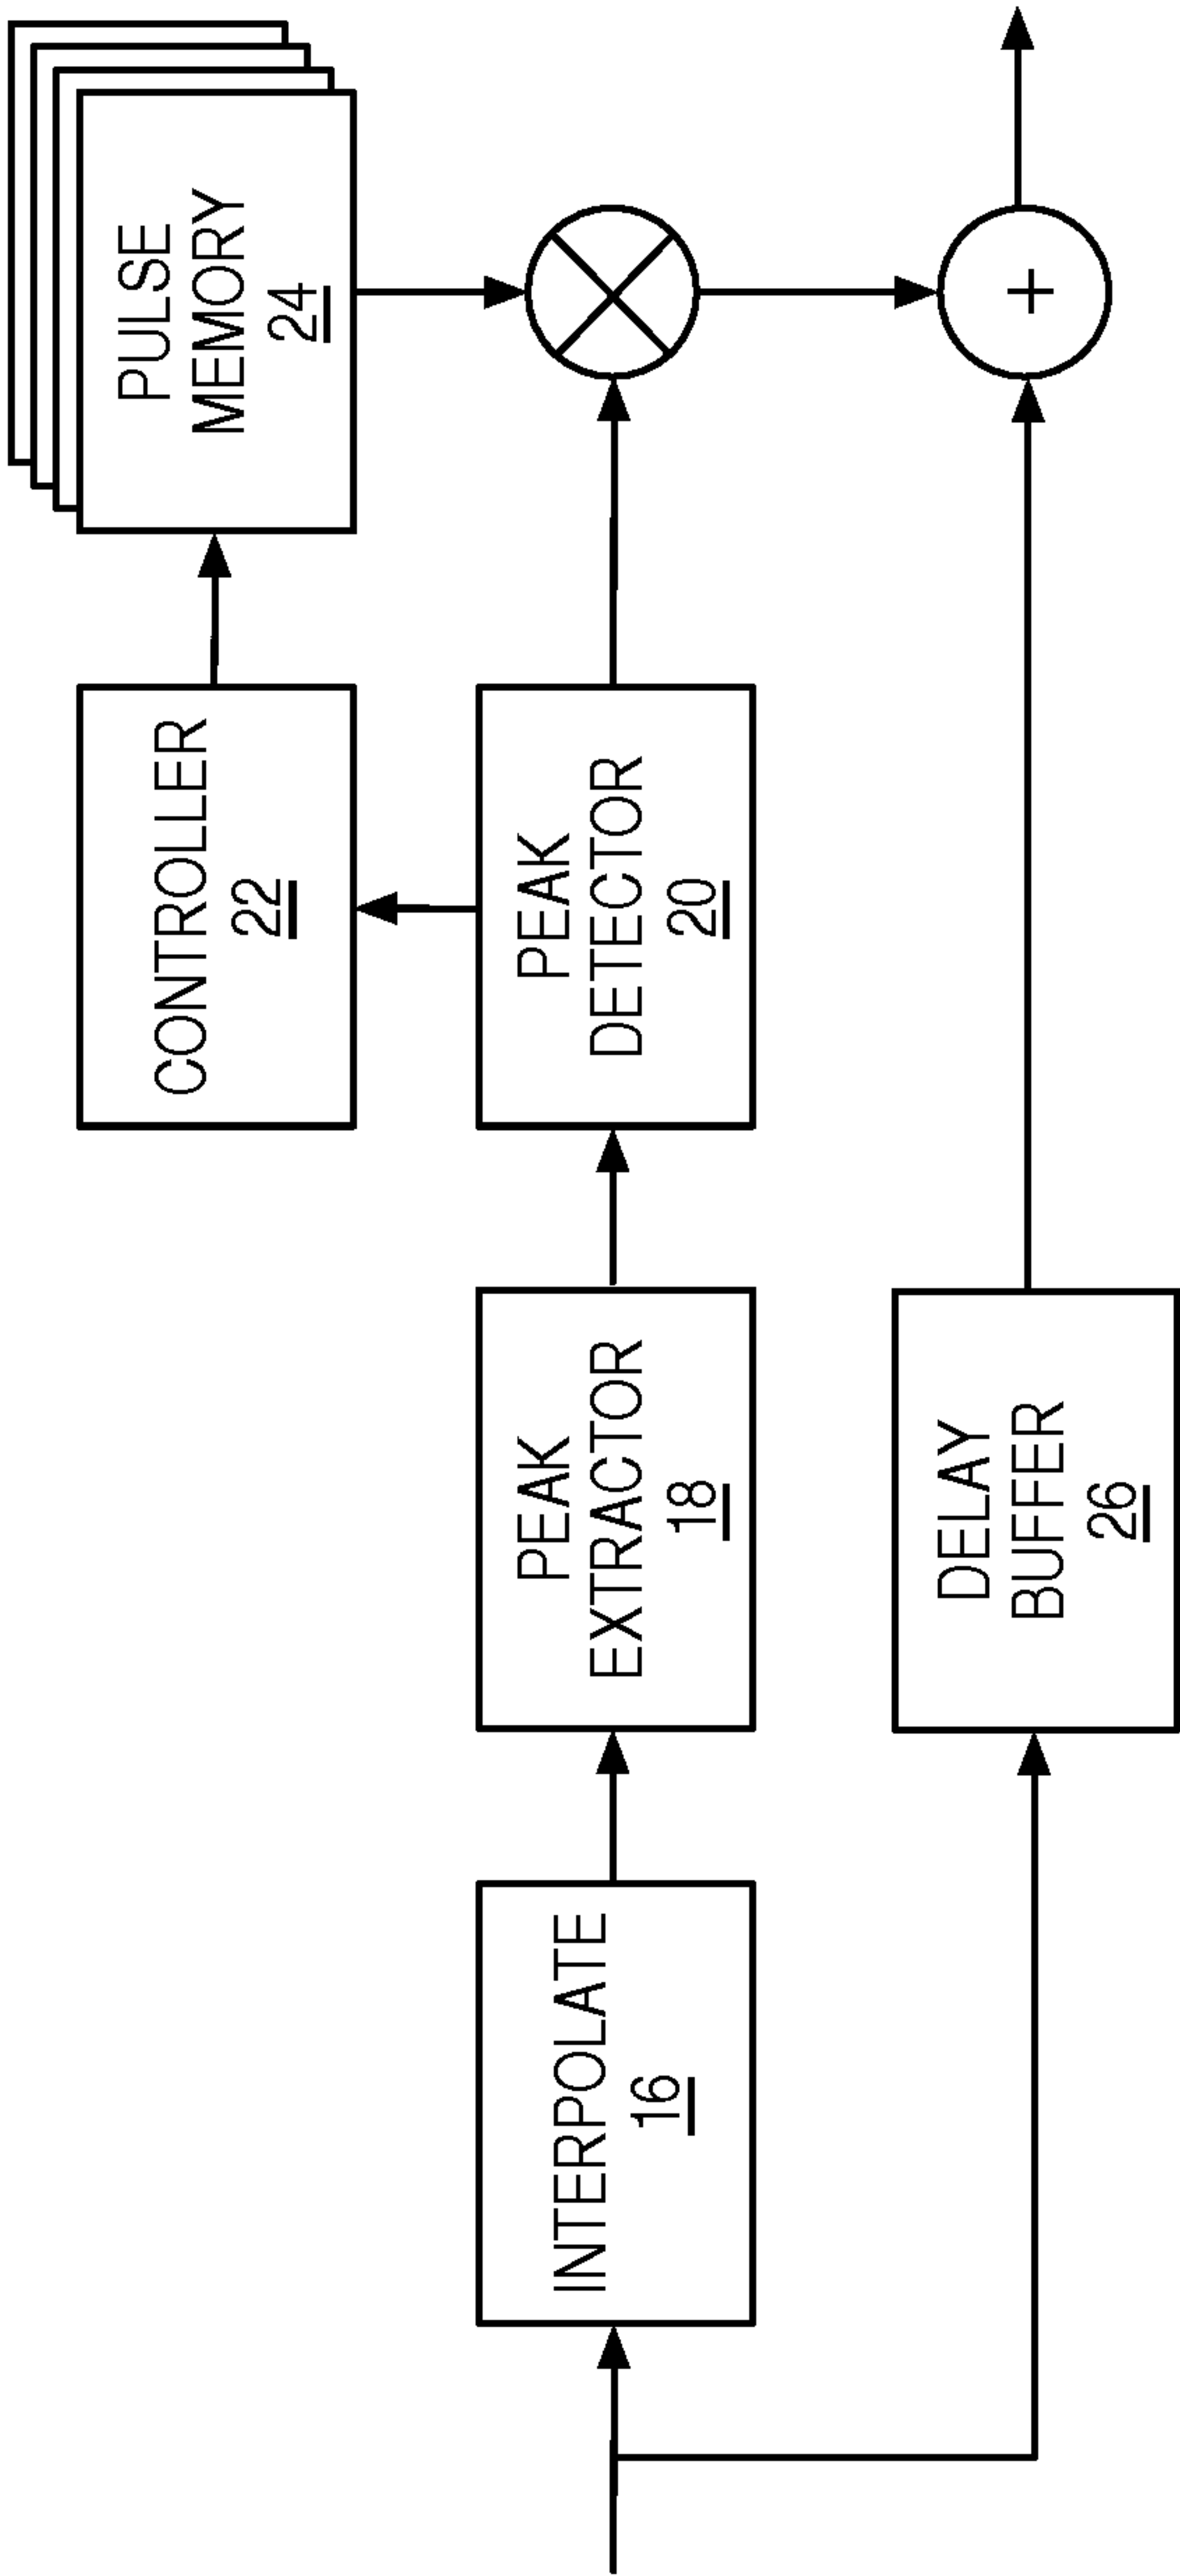 PULSE
MEMORY
24
CONTROLLER
22
INTERPOLATE
16
PEAK
EXTRACTOR
18
PEAK
DETECTOR
20
+
DELAY
BUFFER
26